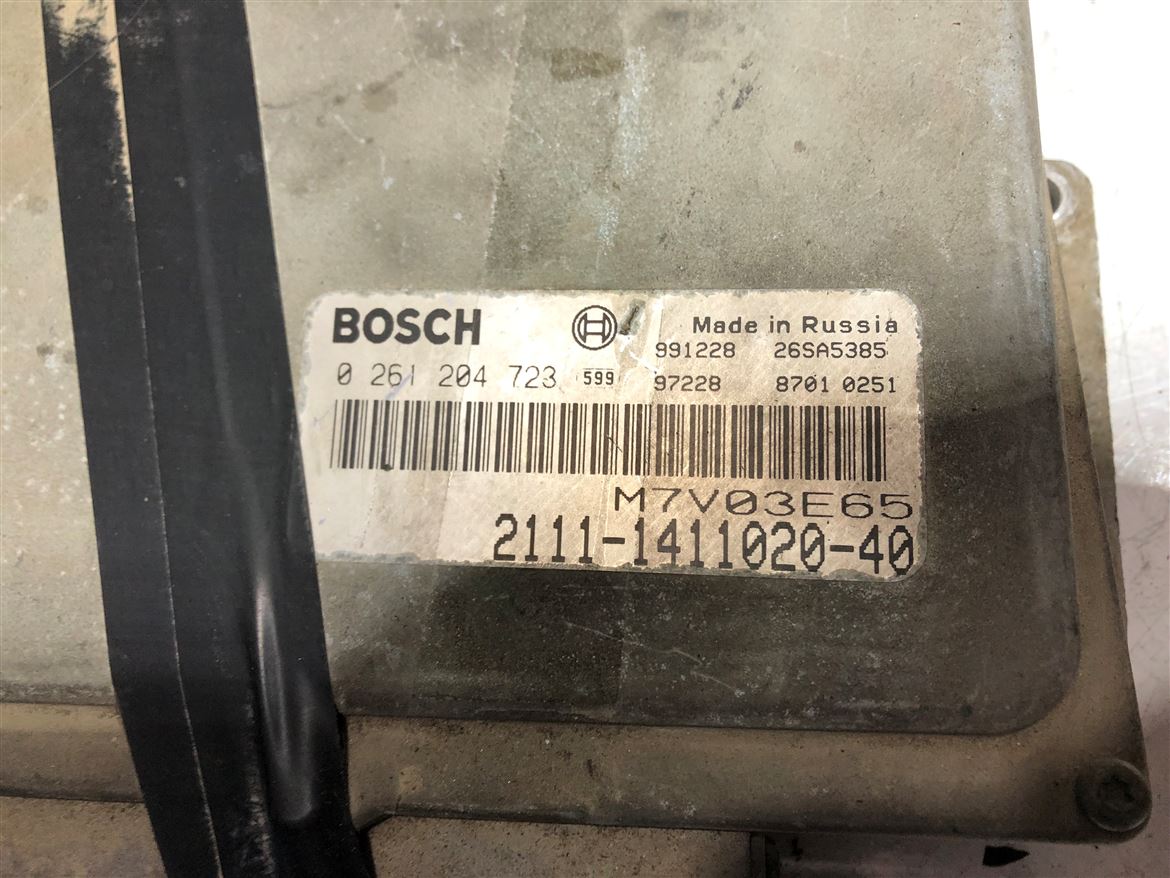 BOSCH Made in Russia
991228 26SA5385
0 261 204 723 599 97228 8701 0251
M7V03E65
2111-1411020-40